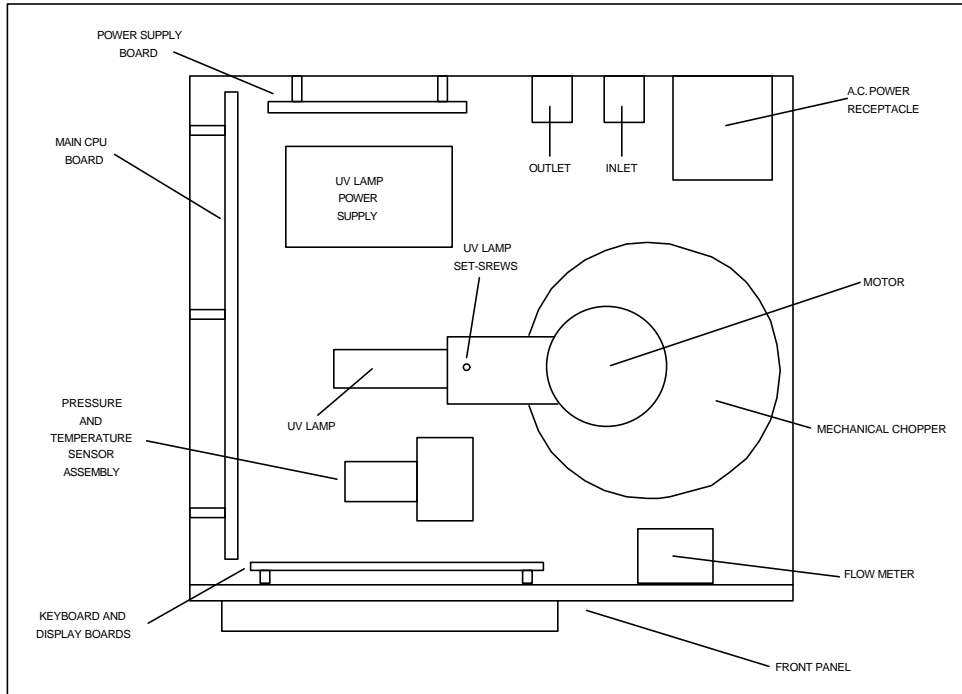 POWER SUPPLY
BOARD
A.C. POWER
RECEPTACLE
MAIN CPU
BOARD
OUTLET
INLET
UV LAMP
POWER
SUPPLY
UV LAMP
SET-SREWS
MOTOR
PRESSURE
AND
TEMPERATURE
SENSOR
ASSEMBLY
UV LAMP
MECHANICAL CHOPPER
FLOW METER
KEYBOARD AND
DISPLAY BOARDS
FRONT PANEL